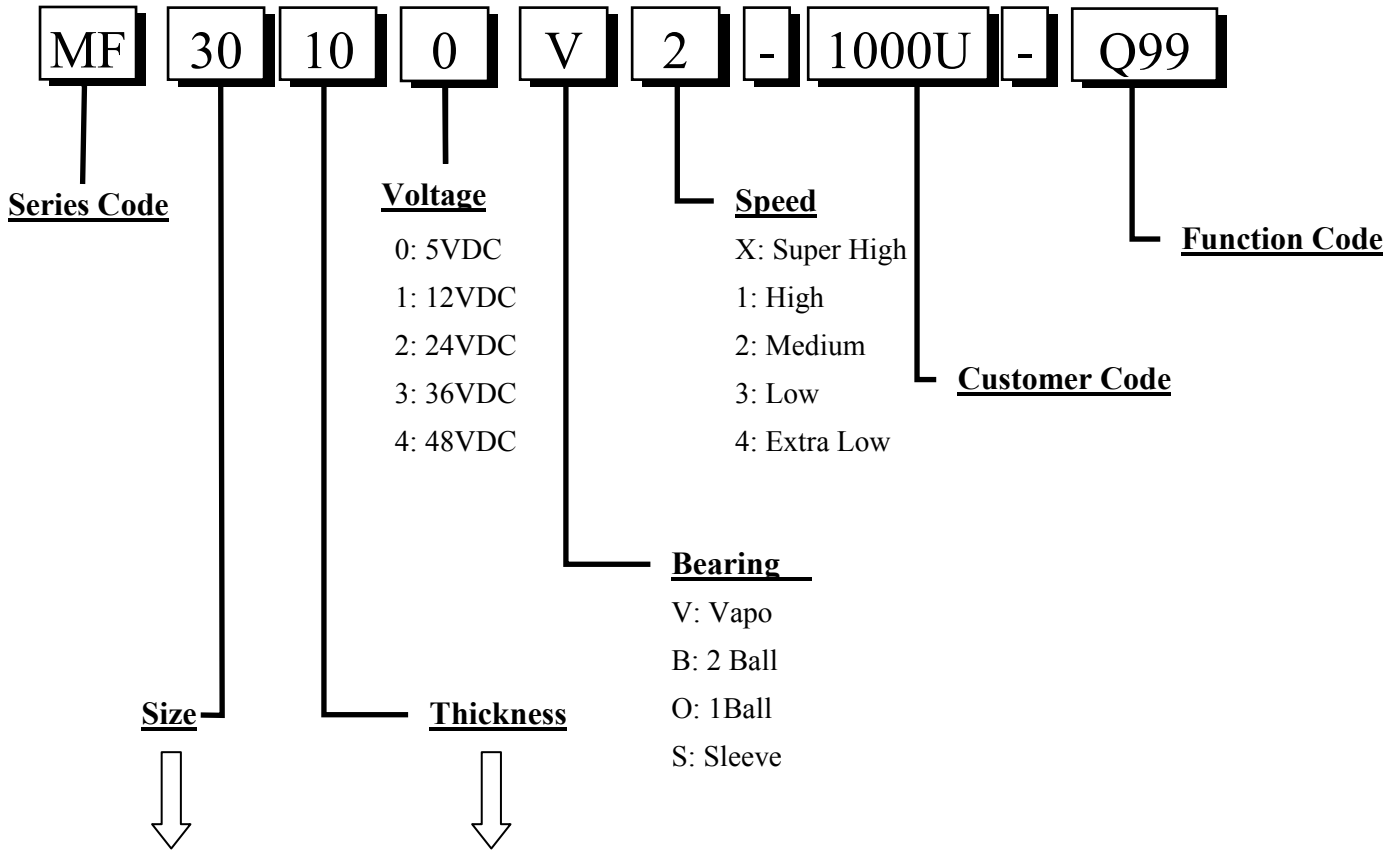 MF 30 10 0 V 2 - 1000U - Q99
Series Code
Voltage
0: 5VDC
1: 12VDC
2: 24VDC
3: 36VDC
4: 48VDC
Speed
X: Super High
1: High
2: Medium
3: Low
4: Extra Low
Function Code
Customer Code
Bearing
V: Vapo
B: 2 Ball
O: 1Ball
S: Sleeve
Size
Thickness